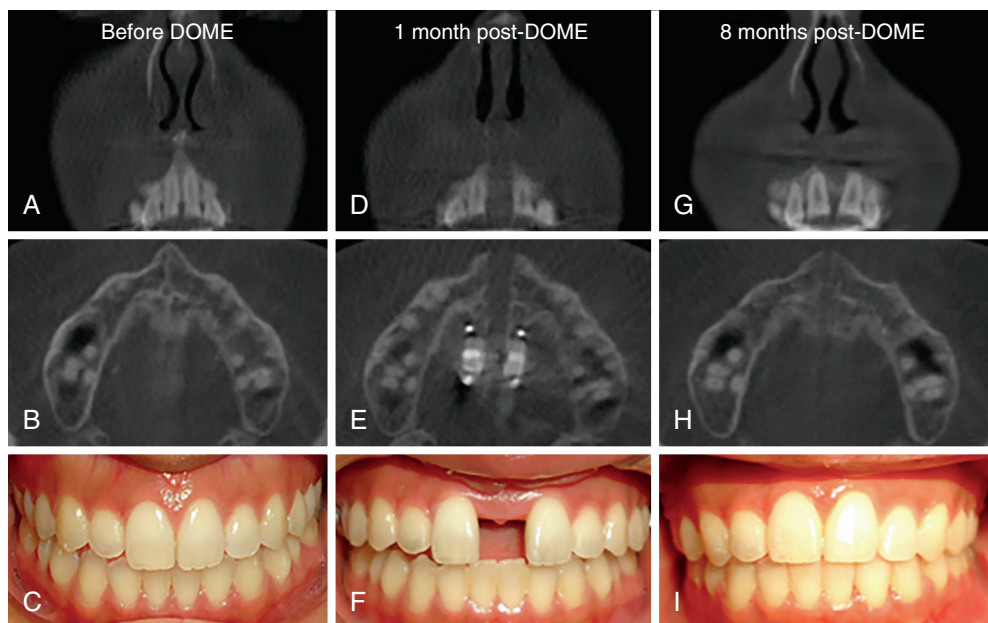 Before DOME
1 month post-DOME
8 months post-DOME
A
D
G
B
E
H
C
F
I